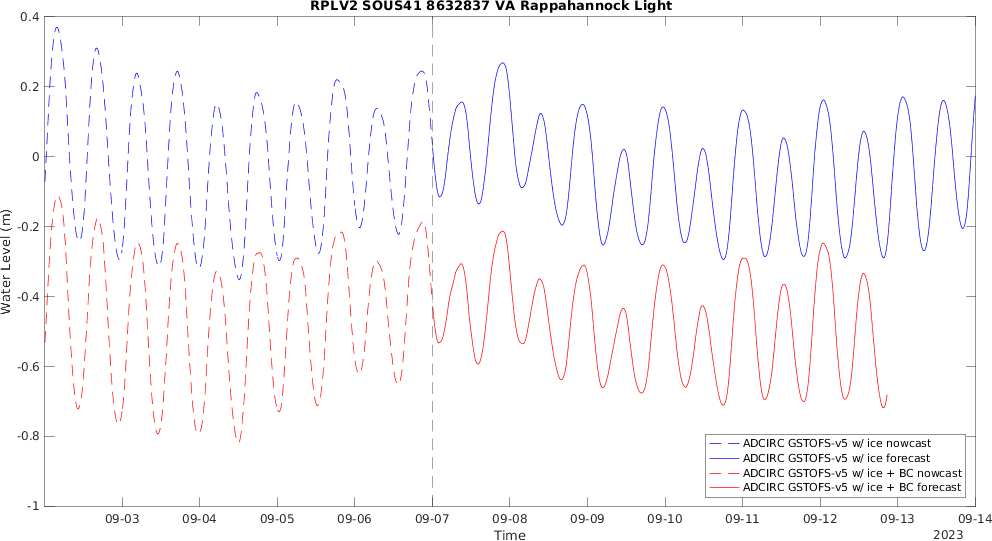 RPLV2 SOUS41 8632837 VA Rappahannock Light
0.4
0.2
0
-0.2
-0.4
-0.6
-0.8
-1
Water Level (m)
ADCIRC GSTOFS-v5 w/ ice nowcast
ADCIRC GSTOFS-v5 w/ ice forecast
ADCIRC GSTOFS-v5 w/ ice + BC nowcast
ADCIRC GSTOFS-v5 w/ ice + BC forecast
09-03 09-04 09-05 09-06 09-07 09-08 09-09 09-10 09-11 09-12 09-13 09-14
Time
2023